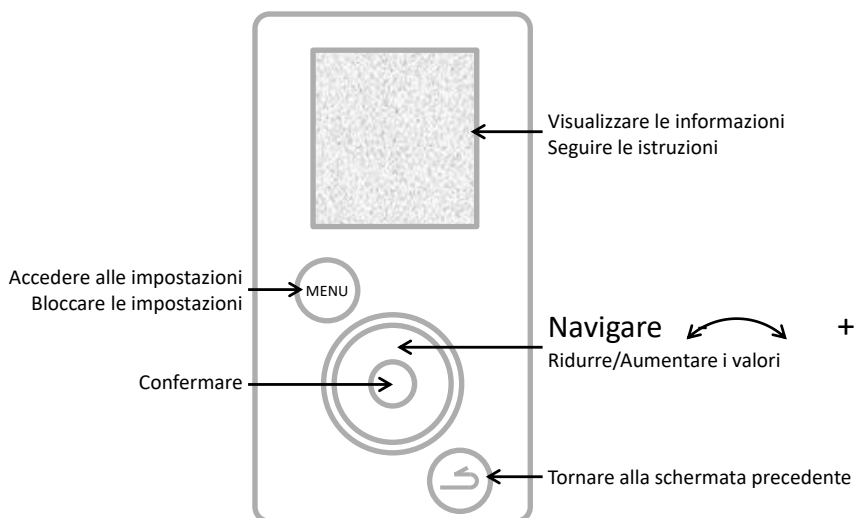 Visualizzare le informazioni
Seguire le istruzioni
Accedere alle impostazioni
Bloccare le impostazioni
MENU
Navigare - +
Ridurre/Aumentare i valori
Confermare
Tornare alla schermata precedente